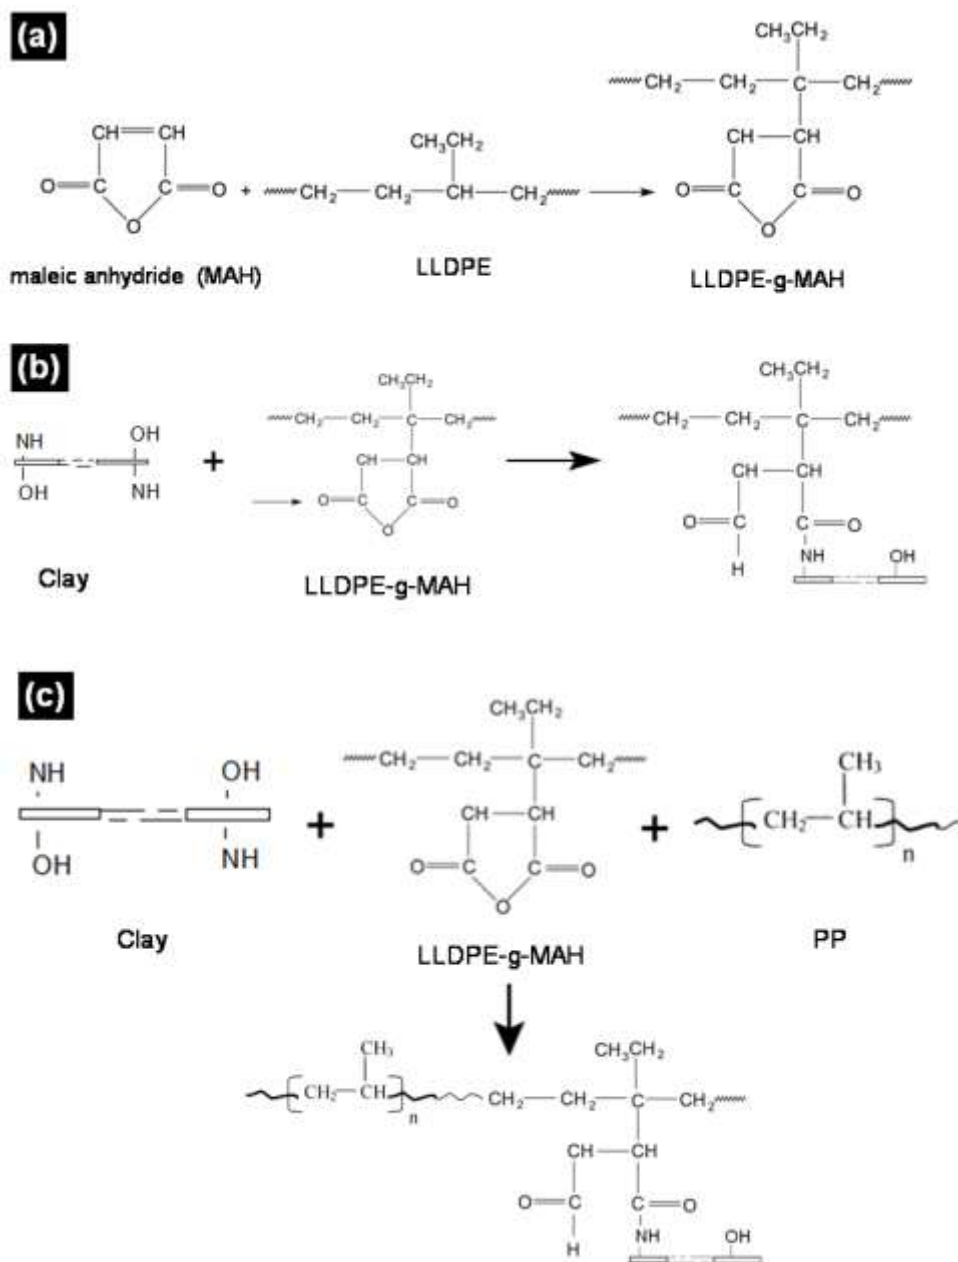 (a)
CH₃CH₂
CH₂—CH₂—C—CH₂
CH—CH
O=C C=O
O
CH=CH
O=C C=O
O
+
CH₃CH₂
CH₂—CH₂—CH—CH₂
maleic anhydride (MAH)
LLDPE
LLDPE-g-MAH
(b)
NH OH
OH NH
Clay
+
CH₃CH₂
CH₂—CH₂—C—CH₂
CH—CH
O=C C=O
O
LLDPE-g-MAH
CH₃CH₂
CH₂—CH₂—C—CH₂
CH—CH
O=C C=O
H NH OH
(c)
NH OH
OH NH
Clay
+
CH₃CH₂
CH₂—CH₂—C—CH₂
CH—CH
O=C C=O
O
LLDPE-g-MAH
+
CH₃
CH₂—CH
n
PP
CH₃ CH₃CH₂
CH₂—CH n CH₂—CH₂—C—CH₂
CH—CH
O=C C=O
H NH OH